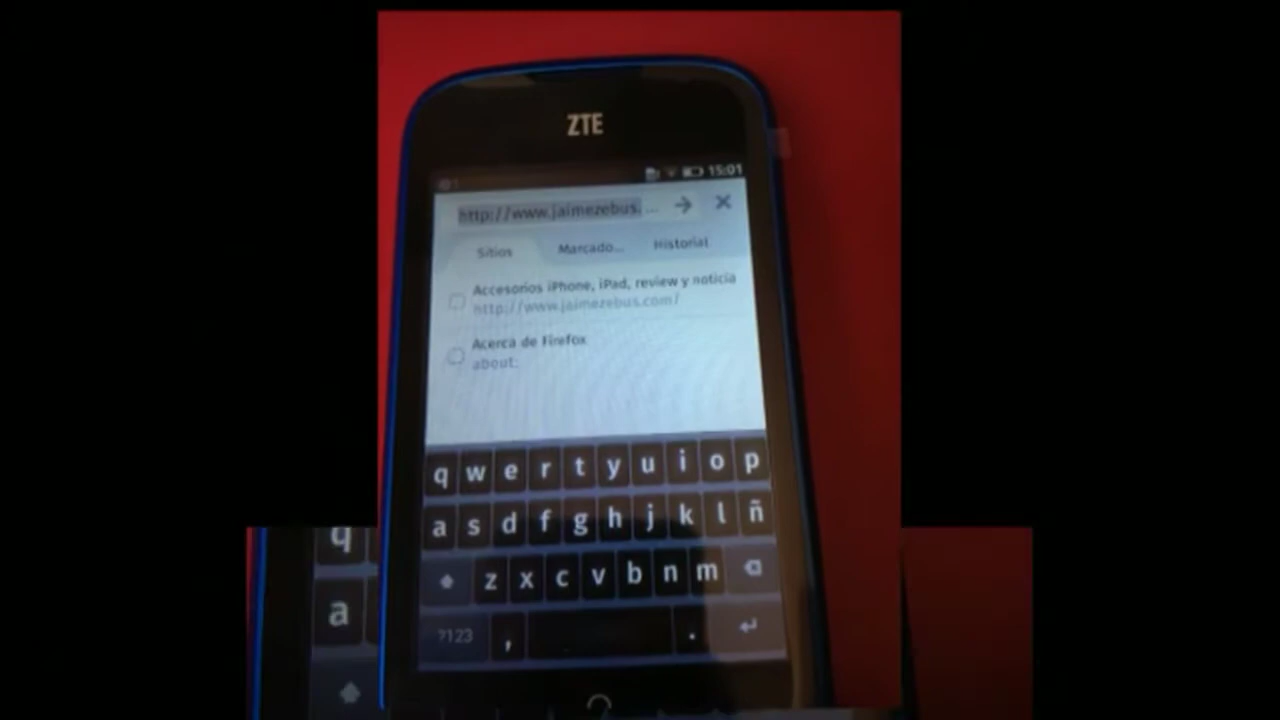 ZTE
15:01
http://www.jaimezebus. ...
Sitios Marcado... Historial
Accesorios iPhone, iPad, review y noticia
http://www.jaimezebus.com/
Acerca de Firefox
about:
q w e r t y u i o p
a s d f g h j k l ñ
z x c v b n m
?123 , .
q
a